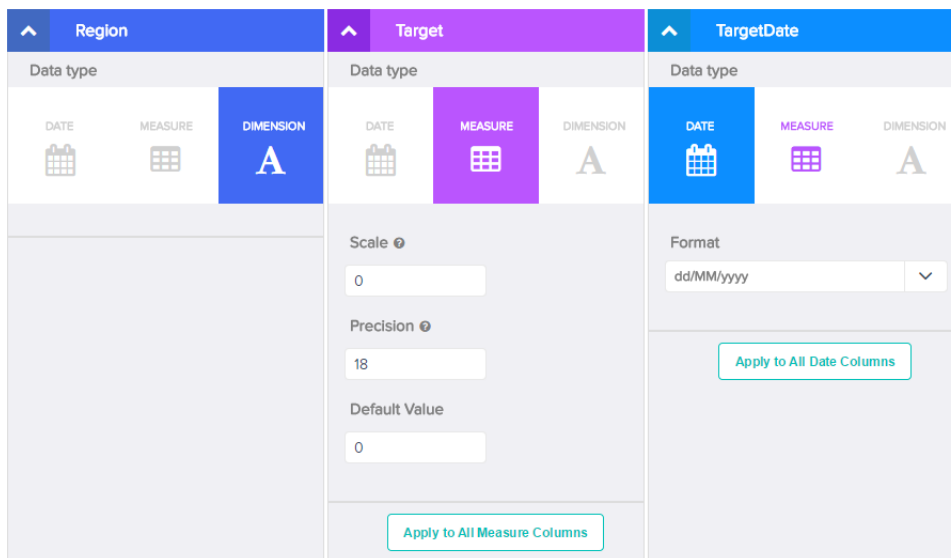 Region
Data type
DATE MEASURE DIMENSION
A
Target
Data type
DATE MEASURE DIMENSION
A
Scale ?
0
Precision ?
18
Default Value
0
Apply to All Measure Columns
TargetDate
Data type
DATE MEASURE DIMENSION
A
Format
dd/MM/yyyy
Apply to All Date Columns